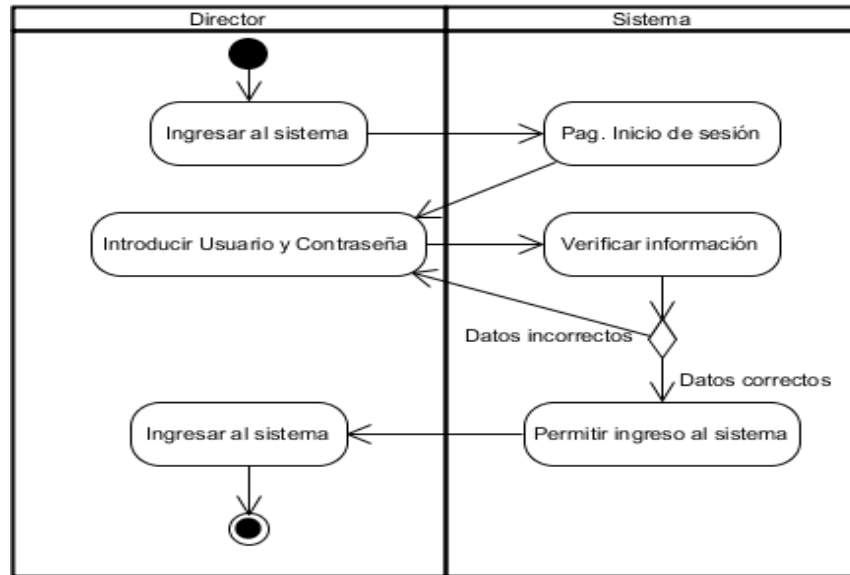 Director
Sistema
Ingresar al sistema
Pag. Inicio de sesión
Introducir Usuario y Contraseña
Verificar información
Datos incorrectos
Datos correctos
Ingresar al sistema
Permitir ingreso al sistema